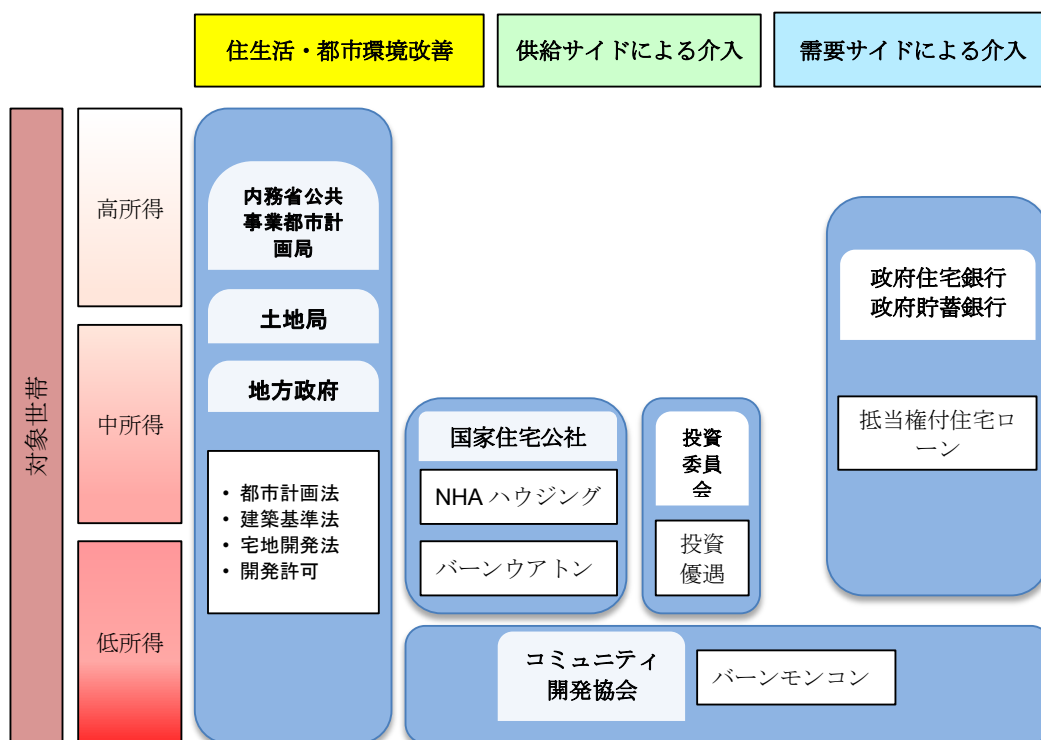 住生活・都市環境改善
供給サイドによる介入
需要サイドによる介入
対象世帯
高所得
中所得
低所得
内務省公共
事業都市計
画局
土地局
地方政府
• 都市計画法
• 建築基準法
• 宅地開発法
• 開発許可
国家住宅公社
NHA ハウジング
バーンウアトン
投資
委員
会
投資
優遇
政府住宅銀行
政府貯蓄銀行
抵当権付住宅ロ
ーン
コミュニティ
開発協会
バーンモンコン